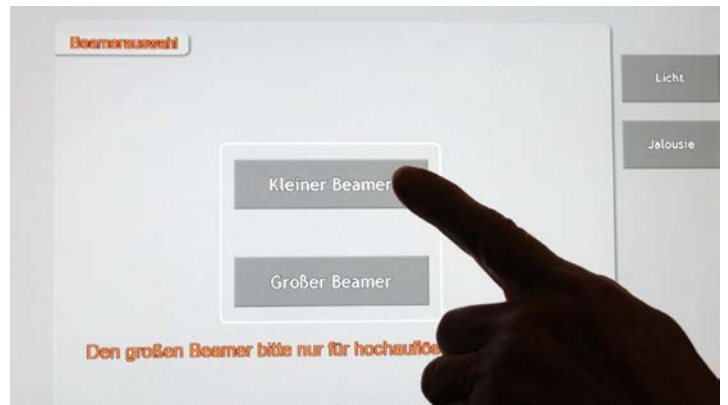 Beamerauswahl
Licht
Jalousie
Kleiner Beamer
Großer Beamer
Den großen Beamer bitte nur für